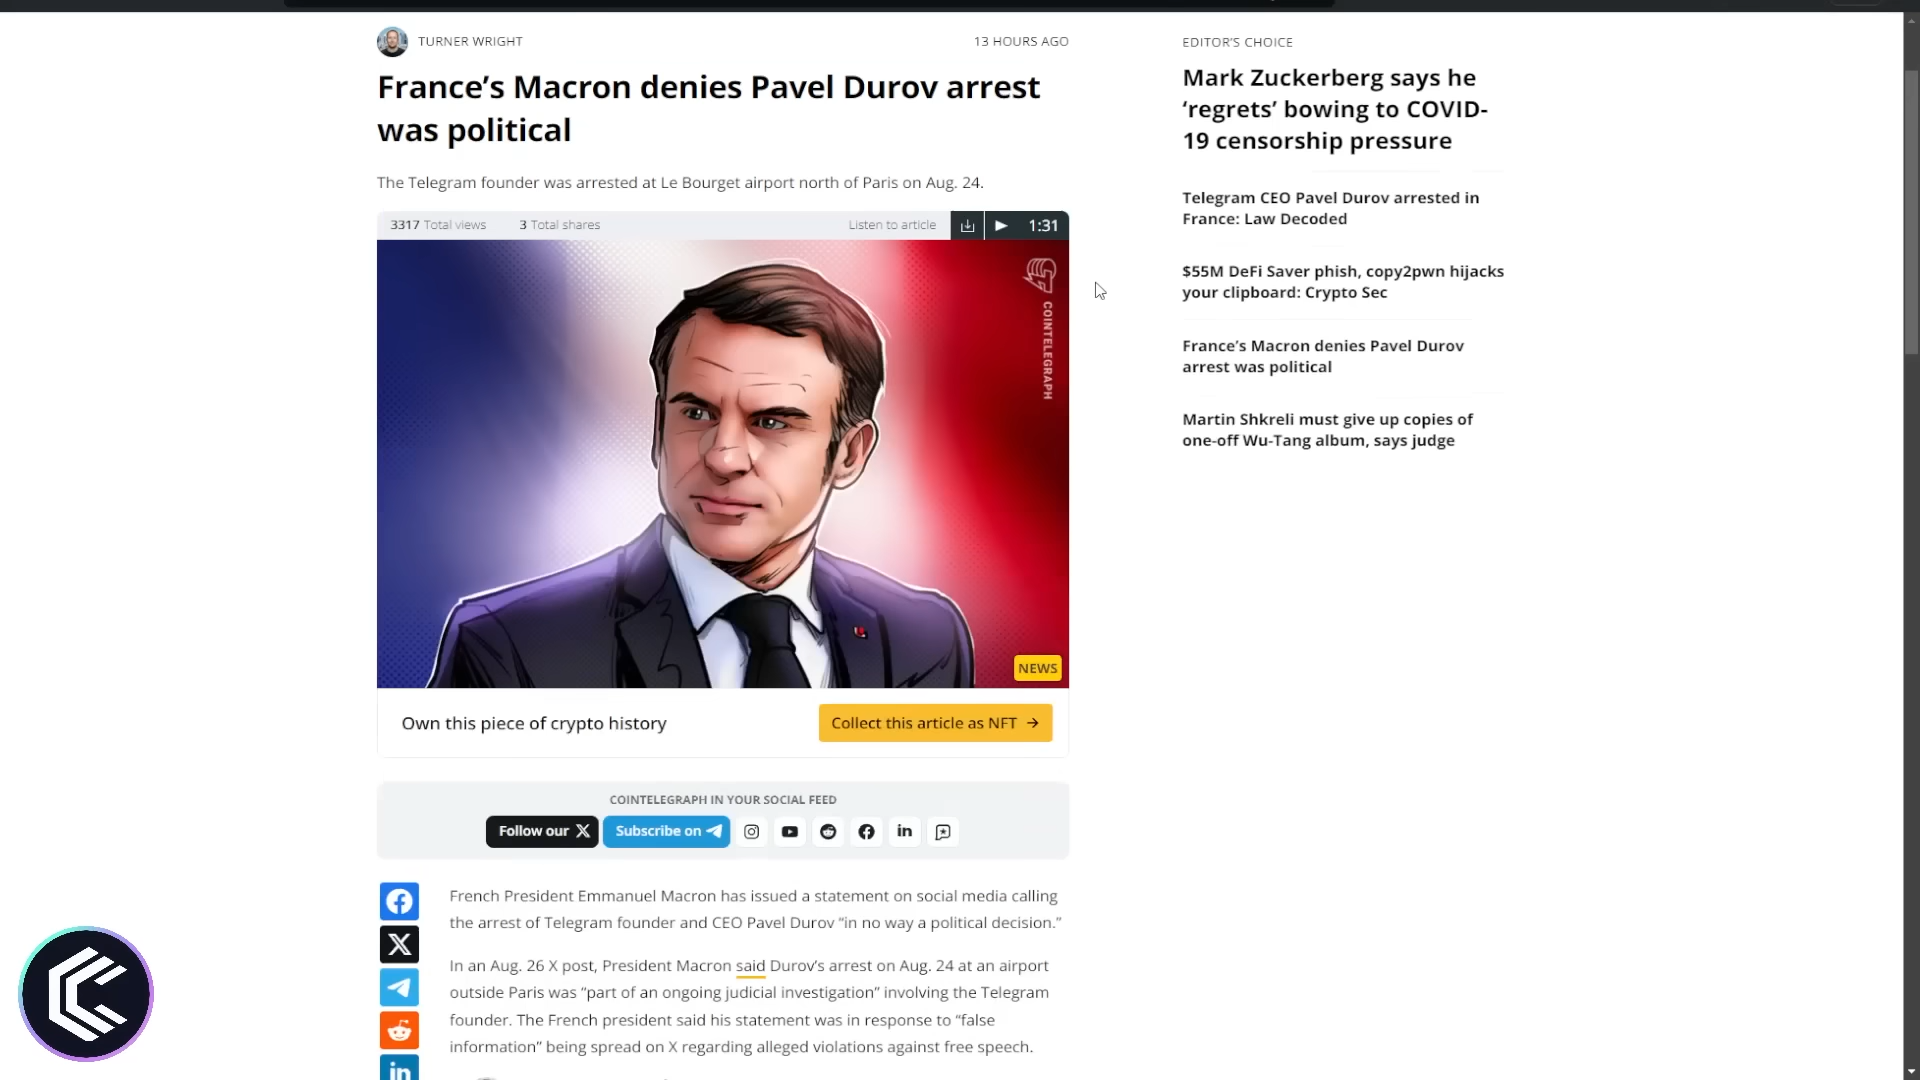 TURNER WRIGHT
13 HOURS AGO
France’s Macron denies Pavel Durov arrest
was political
The Telegram founder was arrested at Le Bourget airport north of Paris on Aug. 24.
3317 Total views
3 Total shares
Listen to article
1:31
COINTELEGRAPH
NEWS
Own this piece of crypto history
Collect this article as NFT →
COINTELEGRAPH IN YOUR SOCIAL FEED
Follow our X
Subscribe on
French President Emmanuel Macron has issued a statement on social media calling
the arrest of Telegram founder and CEO Pavel Durov “in no way a political decision.”
In an Aug. 26 X post, President Macron said Durov’s arrest on Aug. 24 at an airport
outside Paris was “part of an ongoing judicial investigation” involving the Telegram
founder. The French president said his statement was in response to “false
information” being spread on X regarding alleged violations against free speech.
EDITOR’S CHOICE
Mark Zuckerberg says he
‘regrets’ bowing to COVID-
19 censorship pressure
Telegram CEO Pavel Durov arrested in
France: Law Decoded
$55M DeFi Saver phish, copy2pwn hijacks
your clipboard: Crypto Sec
France’s Macron denies Pavel Durov
arrest was political
Martin Shkreli must give up copies of
one-off Wu-Tang album, says judge